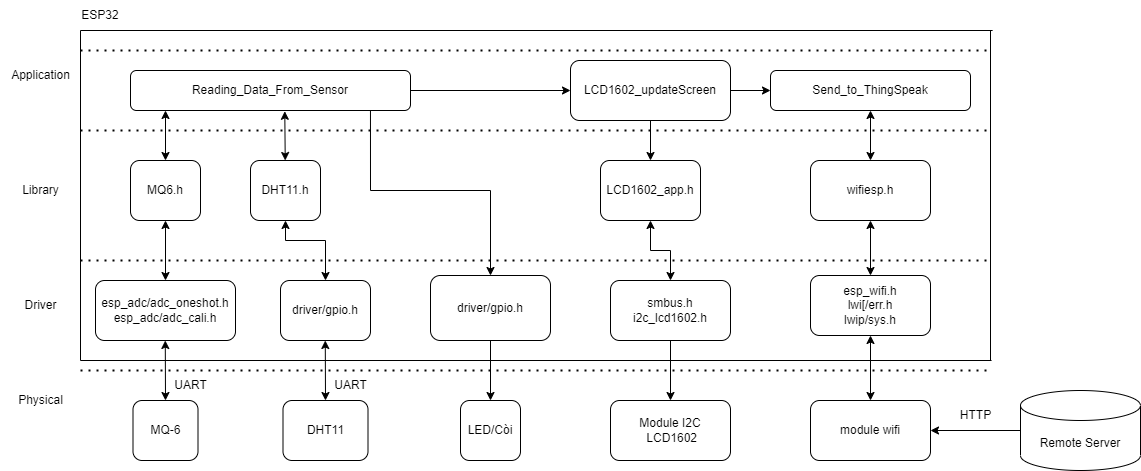 ESP32
Application
Reading_Data_From_Sensor
LCD1602_updateScreen
Send_to_ThingSpeak
Library
MQ6.h
DHT11.h
LCD1602_app.h
wifiesp.h
Driver
esp_adc/adc_oneshot.h
esp_adc/adc_cali.h
driver/gpio.h
driver/gpio.h
smbus.h
i2c_lcd1602.h
esp_wifi.h
lwi[/err.h
lwip/sys.h
UART
UART
Physical
MQ-6
DHT11
LED/Còi
Module I2C
LCD1602
module wifi
HTTP
Remote Server